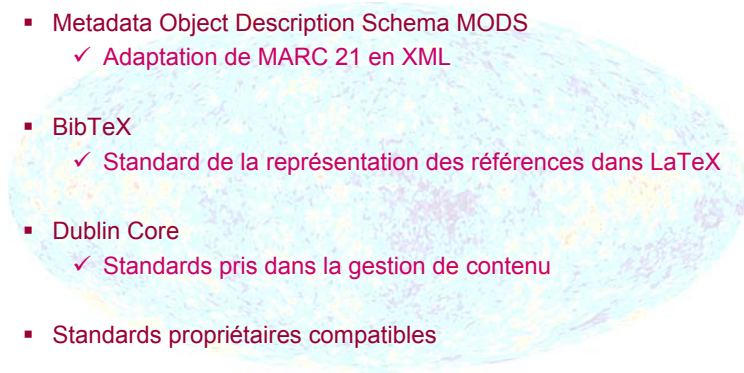 ▪ Metadata Object Description Schema MODS
✓ Adaptation de MARC 21 en XML
▪ BibTeX
✓ Standard de la représentation des références dans LaTeX
▪ Dublin Core
✓ Standards pris dans la gestion de contenu
▪ Standards propriétaires compatibles